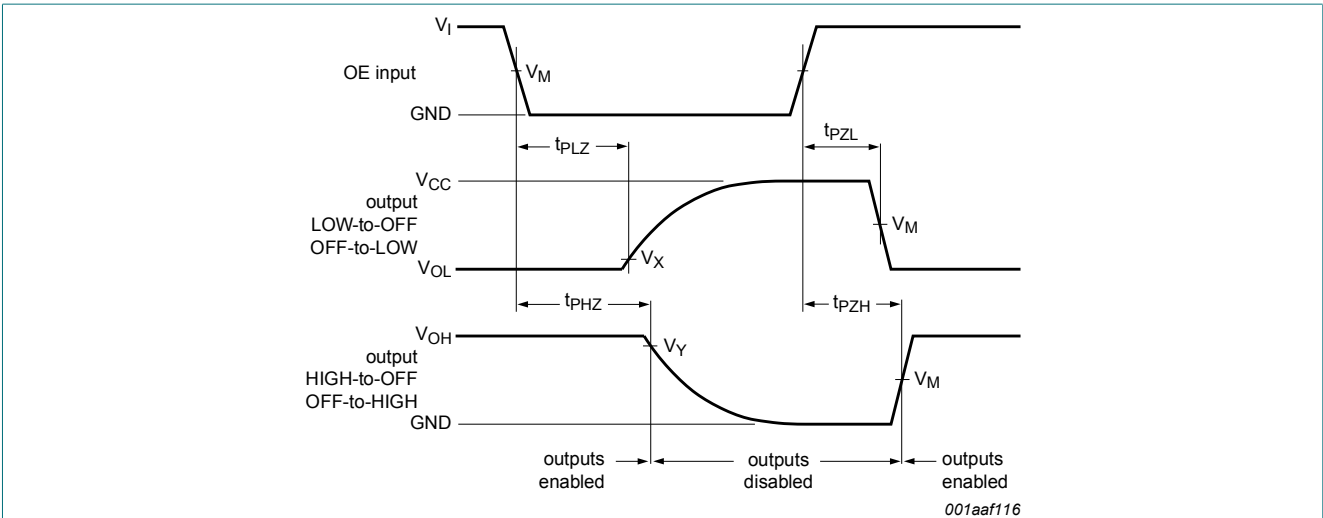 VI
OE input
VM
GND
tPLZ
tPZL
VCC
output
LOW-to-OFF
OFF-to-LOW
VM
VX
VOL
tPHZ
tPZH
VOH
output
HIGH-to-OFF
OFF-to-HIGH
VY
VM
GND
outputs
enabled
outputs
disabled
outputs
enabled
001aaf116